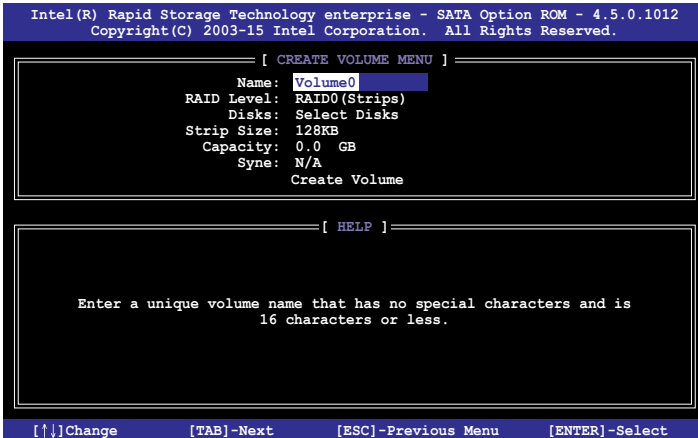 Intel(R) Rapid Storage Technology enterprise - SATA Option ROM - 4.5.0.1012
Copyright(C) 2003-15 Intel Corporation. All Rights Reserved.
[ CREATE VOLUME MENU ]
Name: Volume0
RAID Level: RAID0(Strips)
Disks: Select Disks
Strip Size: 128KB
Capacity: 0.0 GB
Syne: N/A
Create Volume
[ HELP ]
Enter a unique volume name that has no special characters and is
16 characters or less.
[↑↓]Change [TAB]-Next [ESC]-Previous Menu [ENTER]-Select